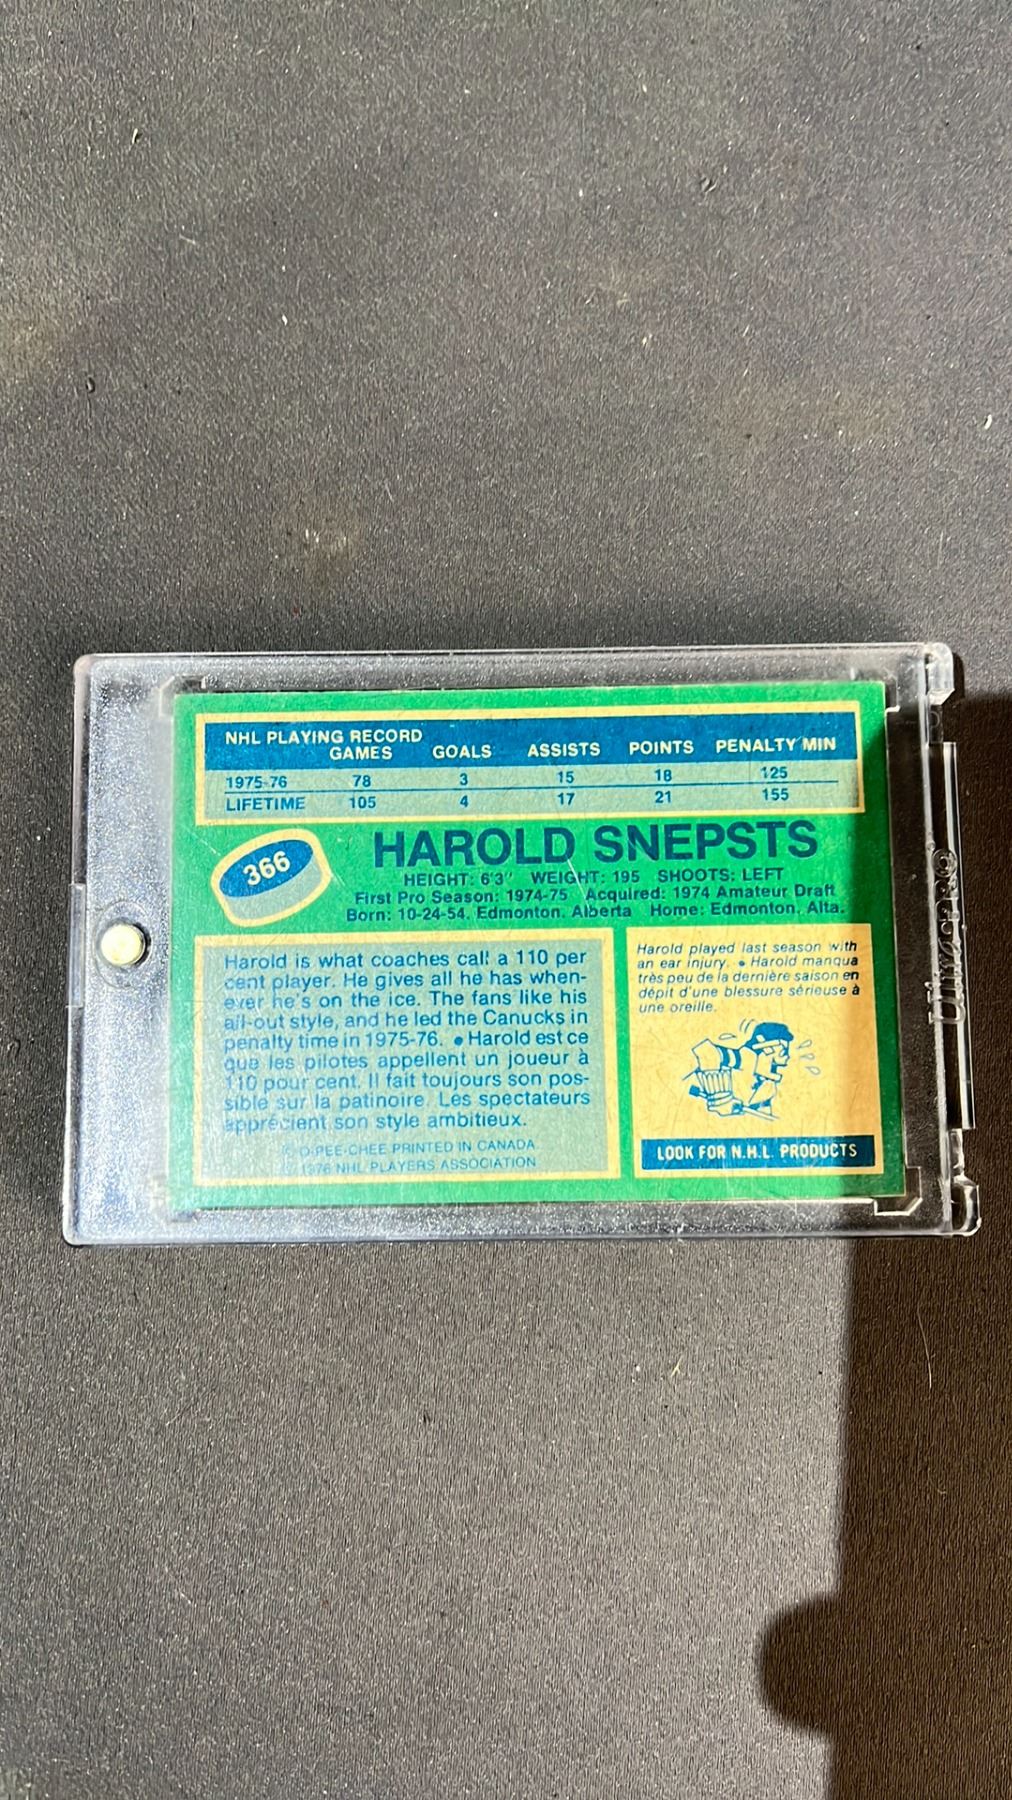 NHL PLAYING RECORD
GAMES GOALS ASSISTS POINTS PENALTY MIN
1975-76 78 3 15 18 125
LIFETIME 105 4 17 21 155
366
HAROLD SNEPSTS
HEIGHT: 6'3" WEIGHT: 195 SHOOTS: LEFT
First Pro Season: 1974-75 Acquired: 1974 Amateur Draft
Born: 10-24-54. Edmonton. Alberta Home: Edmonton. Alta.
Harold is what coaches call a 110 per
cent player. He gives all he has when-
ever he's on the ice. The fans like his
all-out style, and he led the Canucks in
penalty time in 1975-76. • Harold est ce
que les pilotes appellent un joueur à
110 pour cent. Il fait toujours son pos-
sible sur la patinoire. Les spectateurs
apprécient son style ambitieux.
© O-PEE-CHEE PRINTED IN CANADA
© 1976 NHL PLAYERS ASSOCIATION
Harold played last season with
an ear injury. • Harold manqua
très peu de la dernière saison en
dépit d'une blessure sérieuse à
une oreille.
LOOK FOR N.H.L. PRODUCTS
Ultra PRO